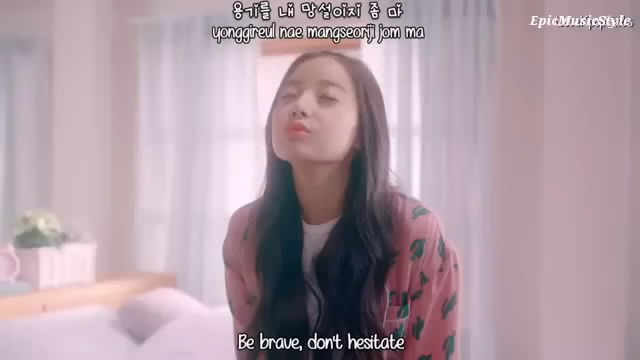 용기를 내 망설이지 좀 마
yonggireul nae mangseorji jom ma
EpicMusicStyle
Be brave, don't hesitate